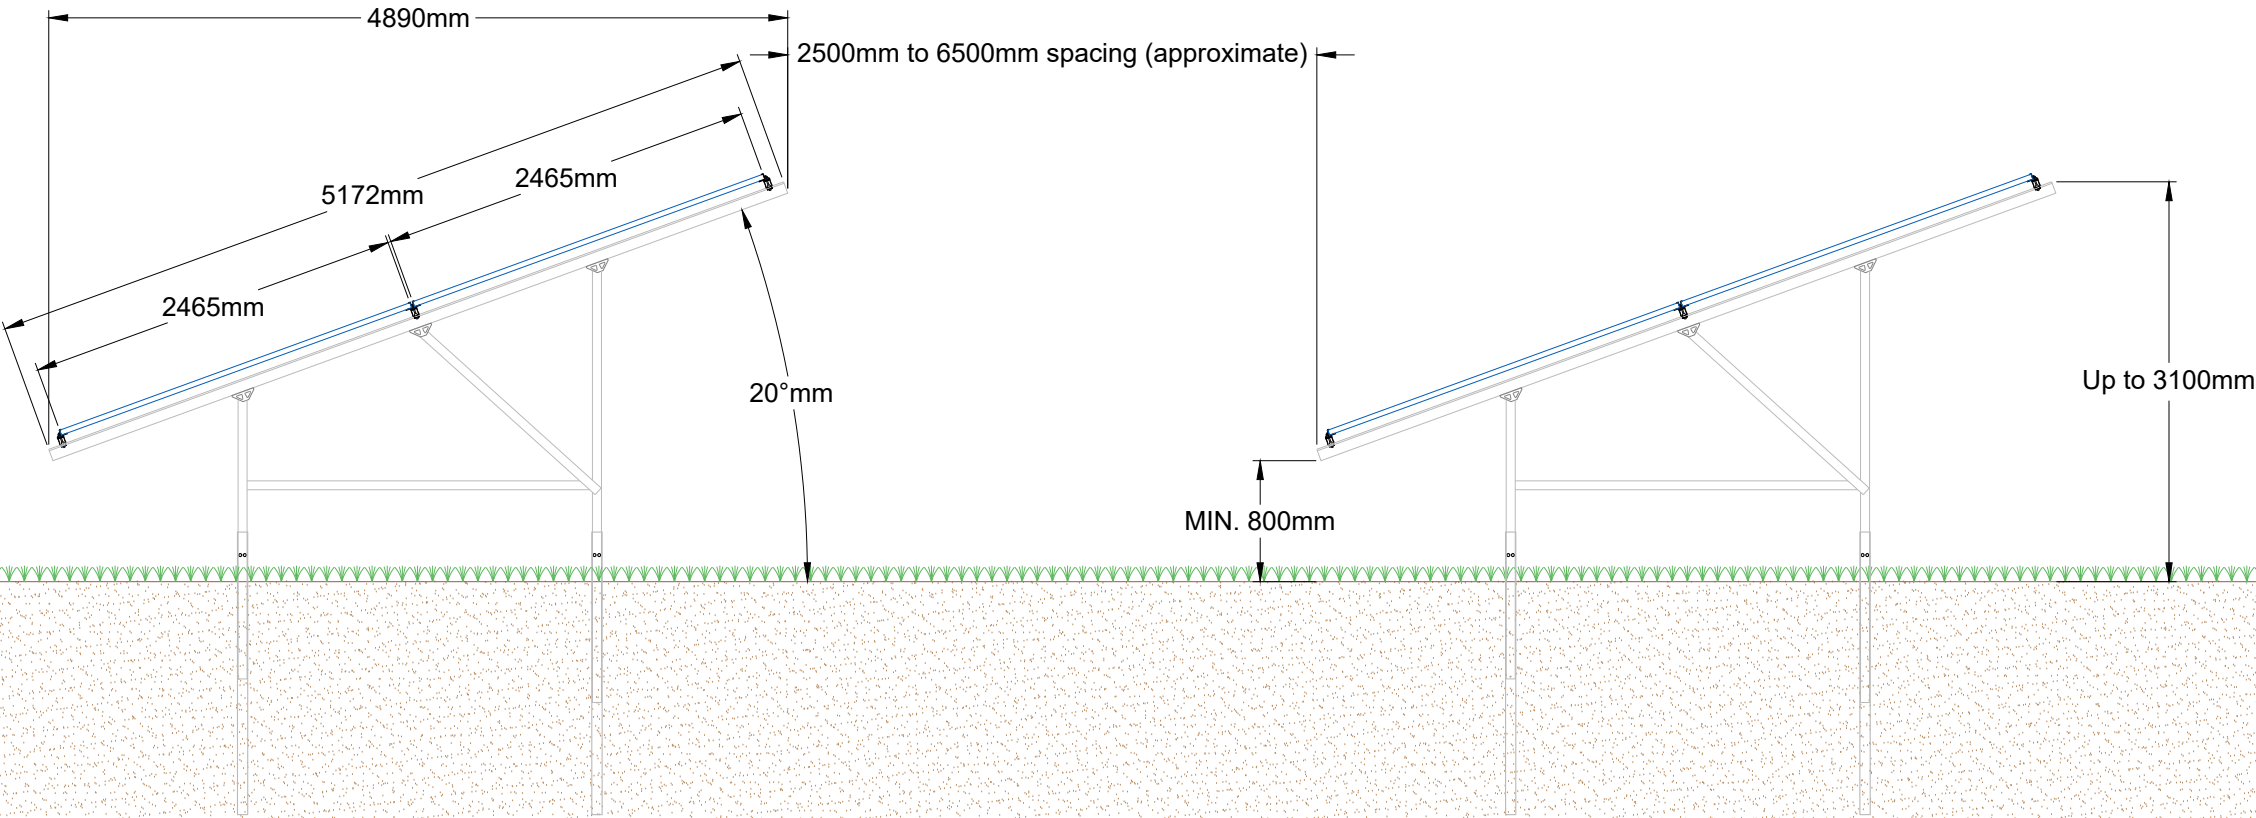 4890mm
2500mm to 6500mm spacing (approximate)
2465mm
5172mm
2465mm
20°mm
Up to 3100mm
MIN. 800mm